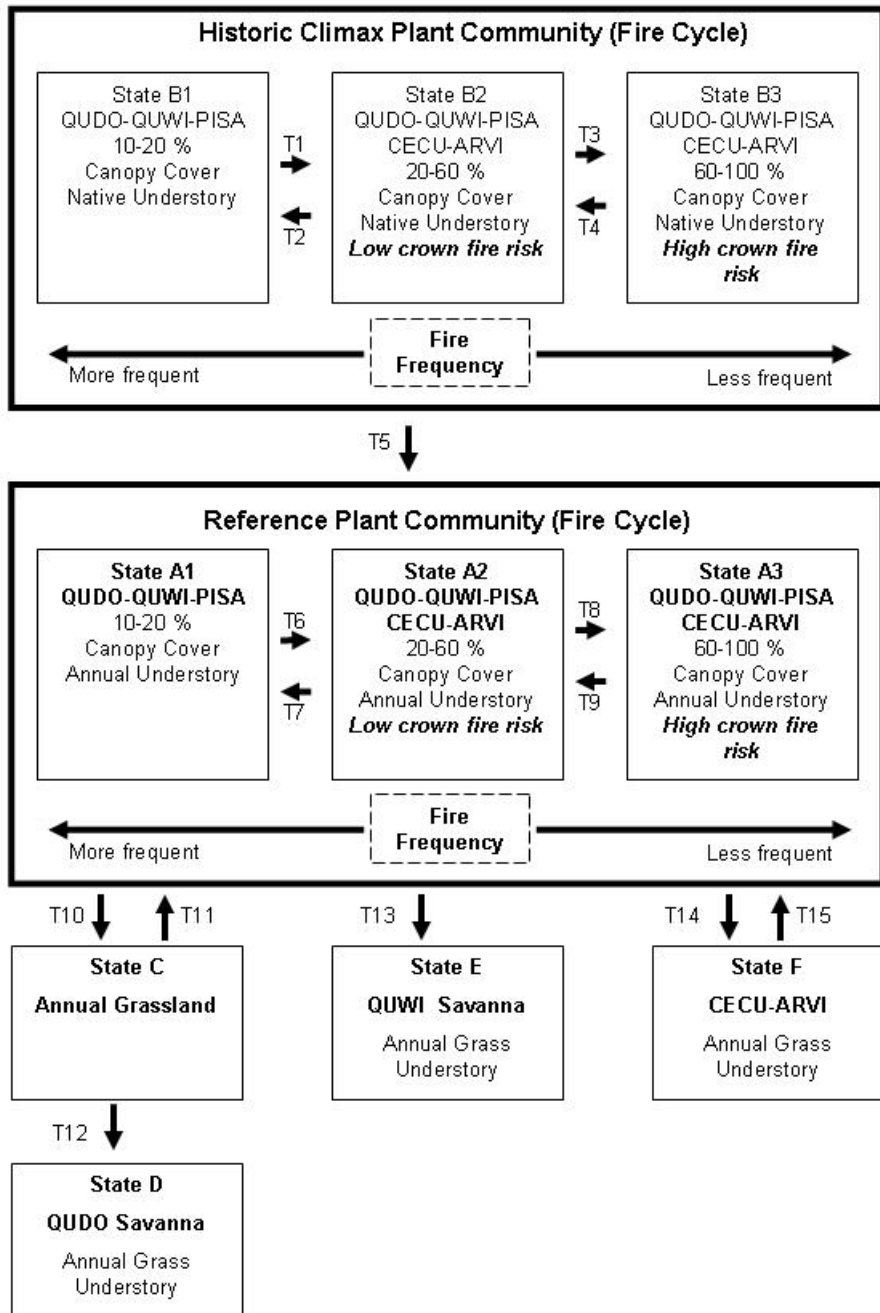 Historic Climax Plant Community (Fire Cycle)
State B1
QUDO-QUWI-PISA
10-20 %
Canopy Cover
Native Understory
T1
T2
State B2
QUDO-QUWI-PISA
CECU-ARVI
20-60 %
Canopy Cover
Native Understory
Low crown fire risk
T3
T4
State B3
QUDO-QUWI-PISA
CECU-ARVI
60-100 %
Canopy Cover
Native Understory
High crown fire
risk
Fire
Frequency
More frequent
Less frequent
T5
Reference Plant Community (Fire Cycle)
State A1
QUDO-QUWI-PISA
10-20 %
Canopy Cover
Annual Understory
T6
T7
State A2
QUDO-QUWI-PISA
CECU-ARVI
20-60 %
Canopy Cover
Annual Understory
Low crown fire risk
T8
T9
State A3
QUDO-QUWI-PISA
CECU-ARVI
60-100 %
Canopy Cover
Annual Understory
High crown fire
risk
Fire
Frequency
More frequent
Less frequent
T10
T11
T13
T14
T15
State C
Annual Grassland
State E
QUWI Savanna
Annual Grass
Understory
State F
CECU-ARVI
Annual Grass
Understory
T12
State D
QUDO Savanna
Annual Grass
Understory